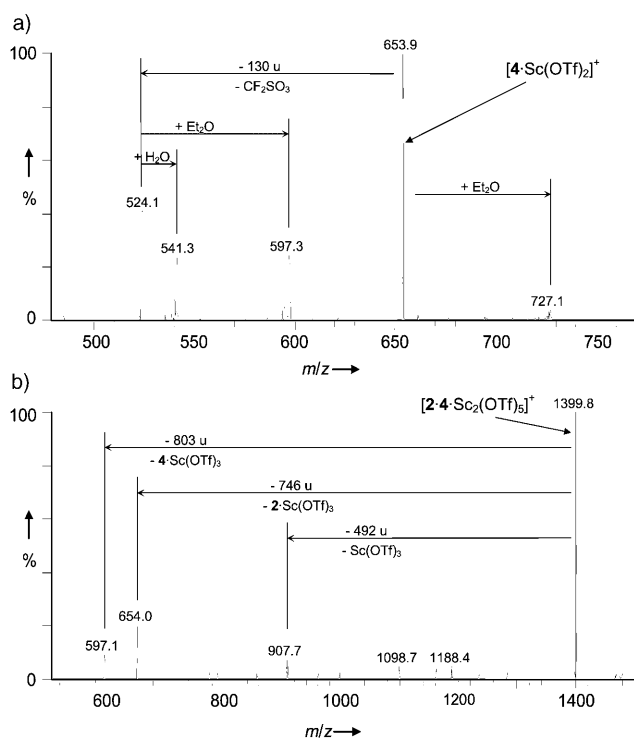 a)
100
653.9
- 130 u
- CF₂SO₃
[4·Sc(OTf)₂]⁺
+ Et₂O
+ H₂O
+ Et₂O
%
524.1
541.3
597.3
727.1
0
500 550 600 650 700 750
m/z
b)
[2·4·Sc₂(OTf)₅]⁺
1399.8
100
- 803 u
- 4·Sc(OTf)₃
- 746 u
- 2·Sc(OTf)₃
- 492 u
- Sc(OTf)₃
%
654.0
597.1
907.7
1098.7
1188.4
0
600 800 1000 1200 1400
m/z